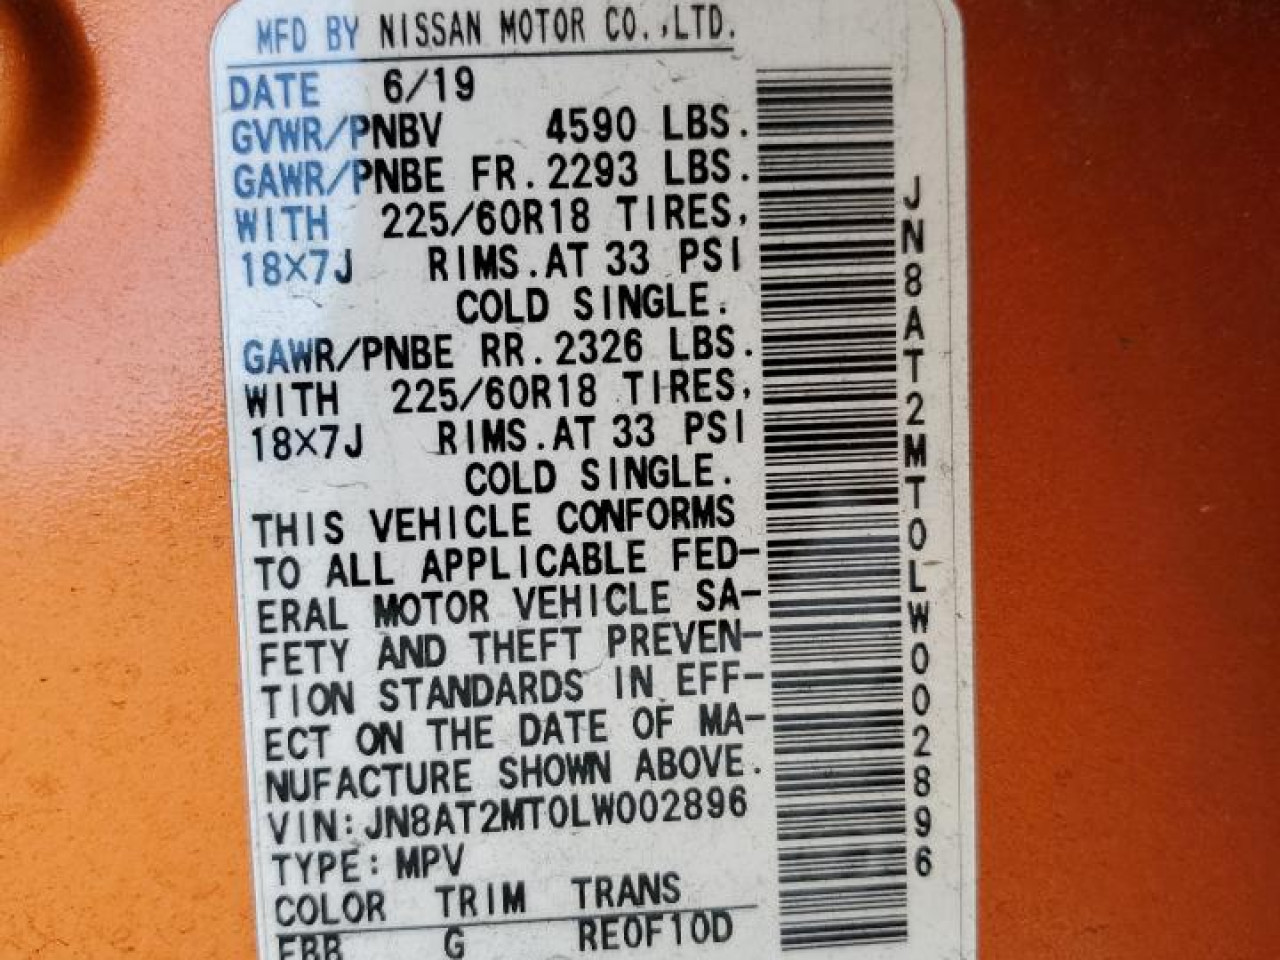 MFD BY NISSAN MOTOR CO.,LTD.
DATE 6/19
GVWR/PNBV 4590 LBS.
GAWR/PNBE FR. 2293 LBS.
WITH 225/60R18 TIRES,
18X7J RIMS. AT 33 PSI
COLD SINGLE.
GAWR/PNBE RR. 2326 LBS.
WITH 225/60R18 TIRES,
18X7J RIMS. AT 33 PSI
COLD SINGLE.
THIS VEHICLE CONFORMS
TO ALL APPLICABLE FED-
ERAL MOTOR VEHICLE SA-
FETY AND THEFT PREVEN-
TION STANDARDS IN EFF-
ECT ON THE DATE OF MA-
NUFACTURE SHOWN ABOVE.
VIN: JN8AT2MT0LW002896
TYPE: MPV
COLOR TRIM TRANS
EBB G RE0F10D
JN8AT2MT0LW002896